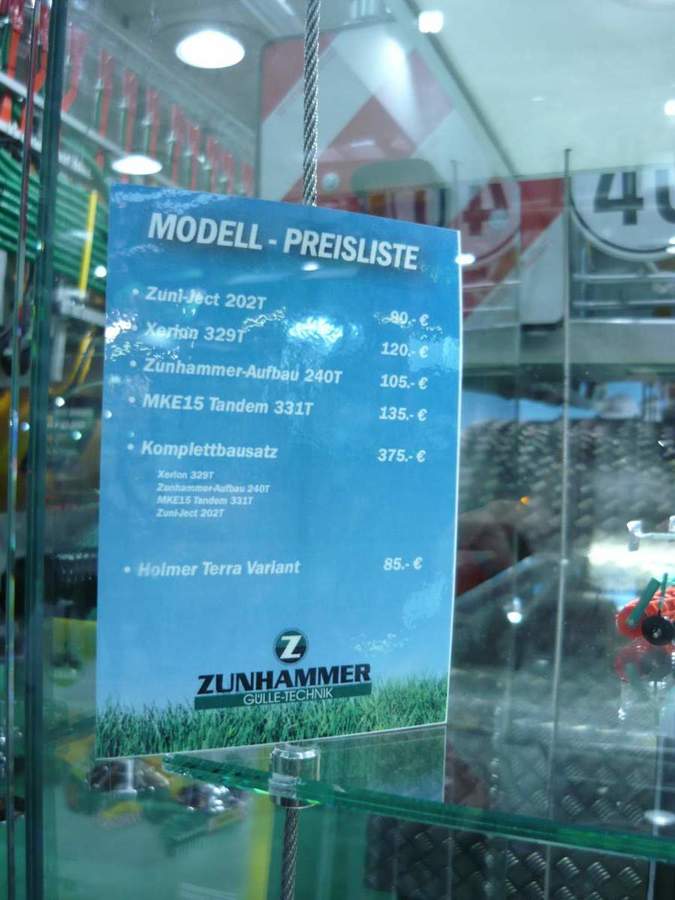 MODELL - PREISLISTE
• Zuni-Ject 202T 90.- €
• Xerion 329T 120.- €
• Zunhammer-Aufbau 240T 105.- €
• MKE15 Tandem 331T 135.- €
• Komplettbausatz 375.- €
Xerion 329T
Zunhammer-Aufbau 240T
MKE15 Tandem 331T
Zuni-Ject 202T
• Holmer Terra Variant 85.- €
Z
ZUNHAMMER
GÜLLE-TECHNIK